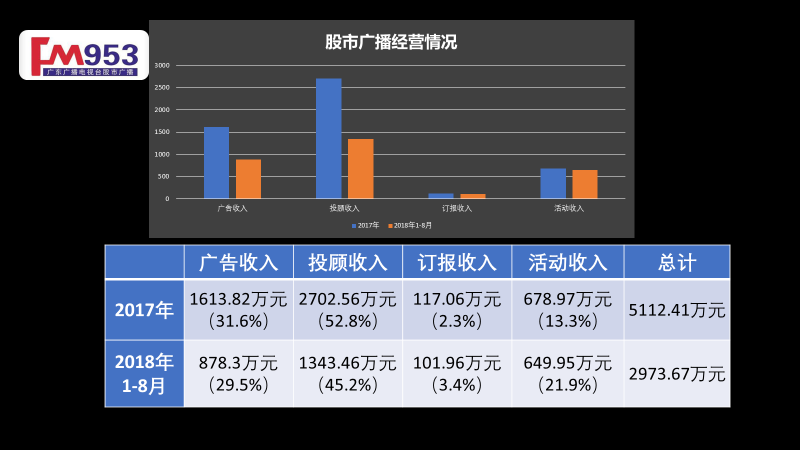 FM953
广东广播电视台股市广播
股市广播经营情况
3000
2500
2000
1500
1000
500
0
广告收入 投顾收入 订报收入 活动收入
2017年 2018年1-8月
广告收入 投顾收入 订报收入 活动收入 总计
2017年 1613.82万元 2702.56万元 117.06万元 678.97万元 5112.41万元
(31.6%) (52.8%) (2.3%) (13.3%)
2018年 878.3万元 1343.46万元 101.96万元 649.95万元 2973.67万元
1-8月 (29.5%) (45.2%) (3.4%) (21.9%)